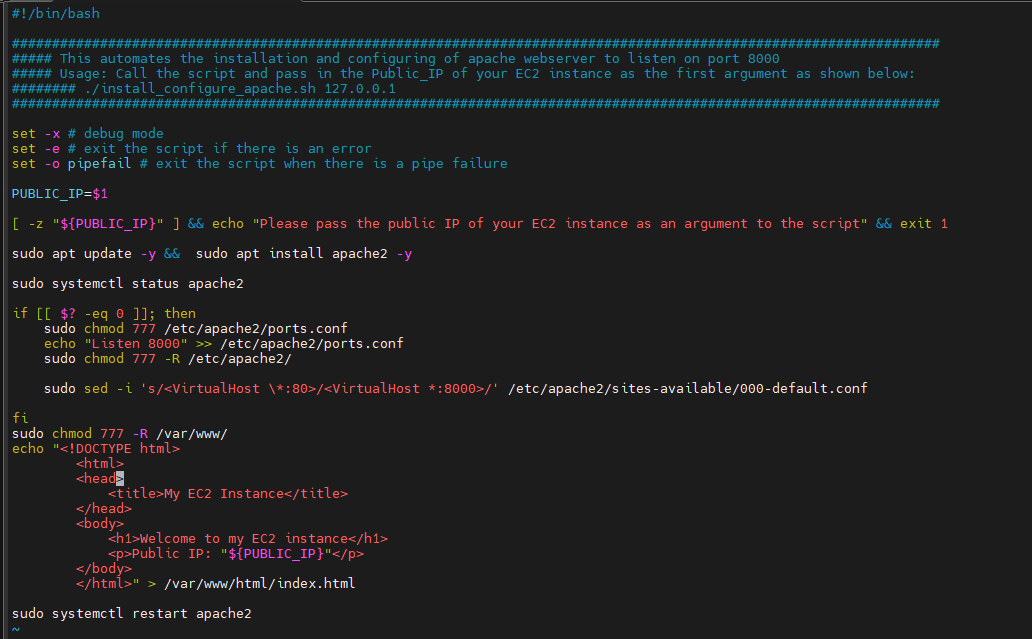 #!/bin/bash
####################################################################################################################
##### This automates the installation and configuring of apache webserver to listen on port 8000
##### Usage: Call the script and pass in the Public_IP of your EC2 instance as the first argument as shown below:
######## ./install_configure_apache.sh 127.0.0.1
####################################################################################################################
set -x # debug mode
set -e # exit the script if there is an error
set -o pipefail # exit the script when there is a pipe failure
PUBLIC_IP=$1
[ -z "${PUBLIC_IP}" ] && echo "Please pass the public IP of your EC2 instance as an argument to the script" && exit 1
sudo apt update -y &&  sudo apt install apache2 -y
sudo systemctl status apache2
if [[ $? -eq 0 ]]; then
    sudo chmod 777 /etc/apache2/ports.conf
    echo "Listen 8000" >> /etc/apache2/ports.conf
    sudo chmod 777 -R /etc/apache2/
    sudo sed -i 's/<VirtualHost \*:80>/<VirtualHost *:8000>/' /etc/apache2/sites-available/000-default.conf
fi
sudo chmod 777 -R /var/www/
echo "<!DOCTYPE html>
        <html>
        <head>
            <title>My EC2 Instance</title>
        </head>
        <body>
            <h1>Welcome to my EC2 instance</h1>
            <p>Public IP: "${PUBLIC_IP}"</p>
        </body>
        </html>" > /var/www/html/index.html
sudo systemctl restart apache2
~